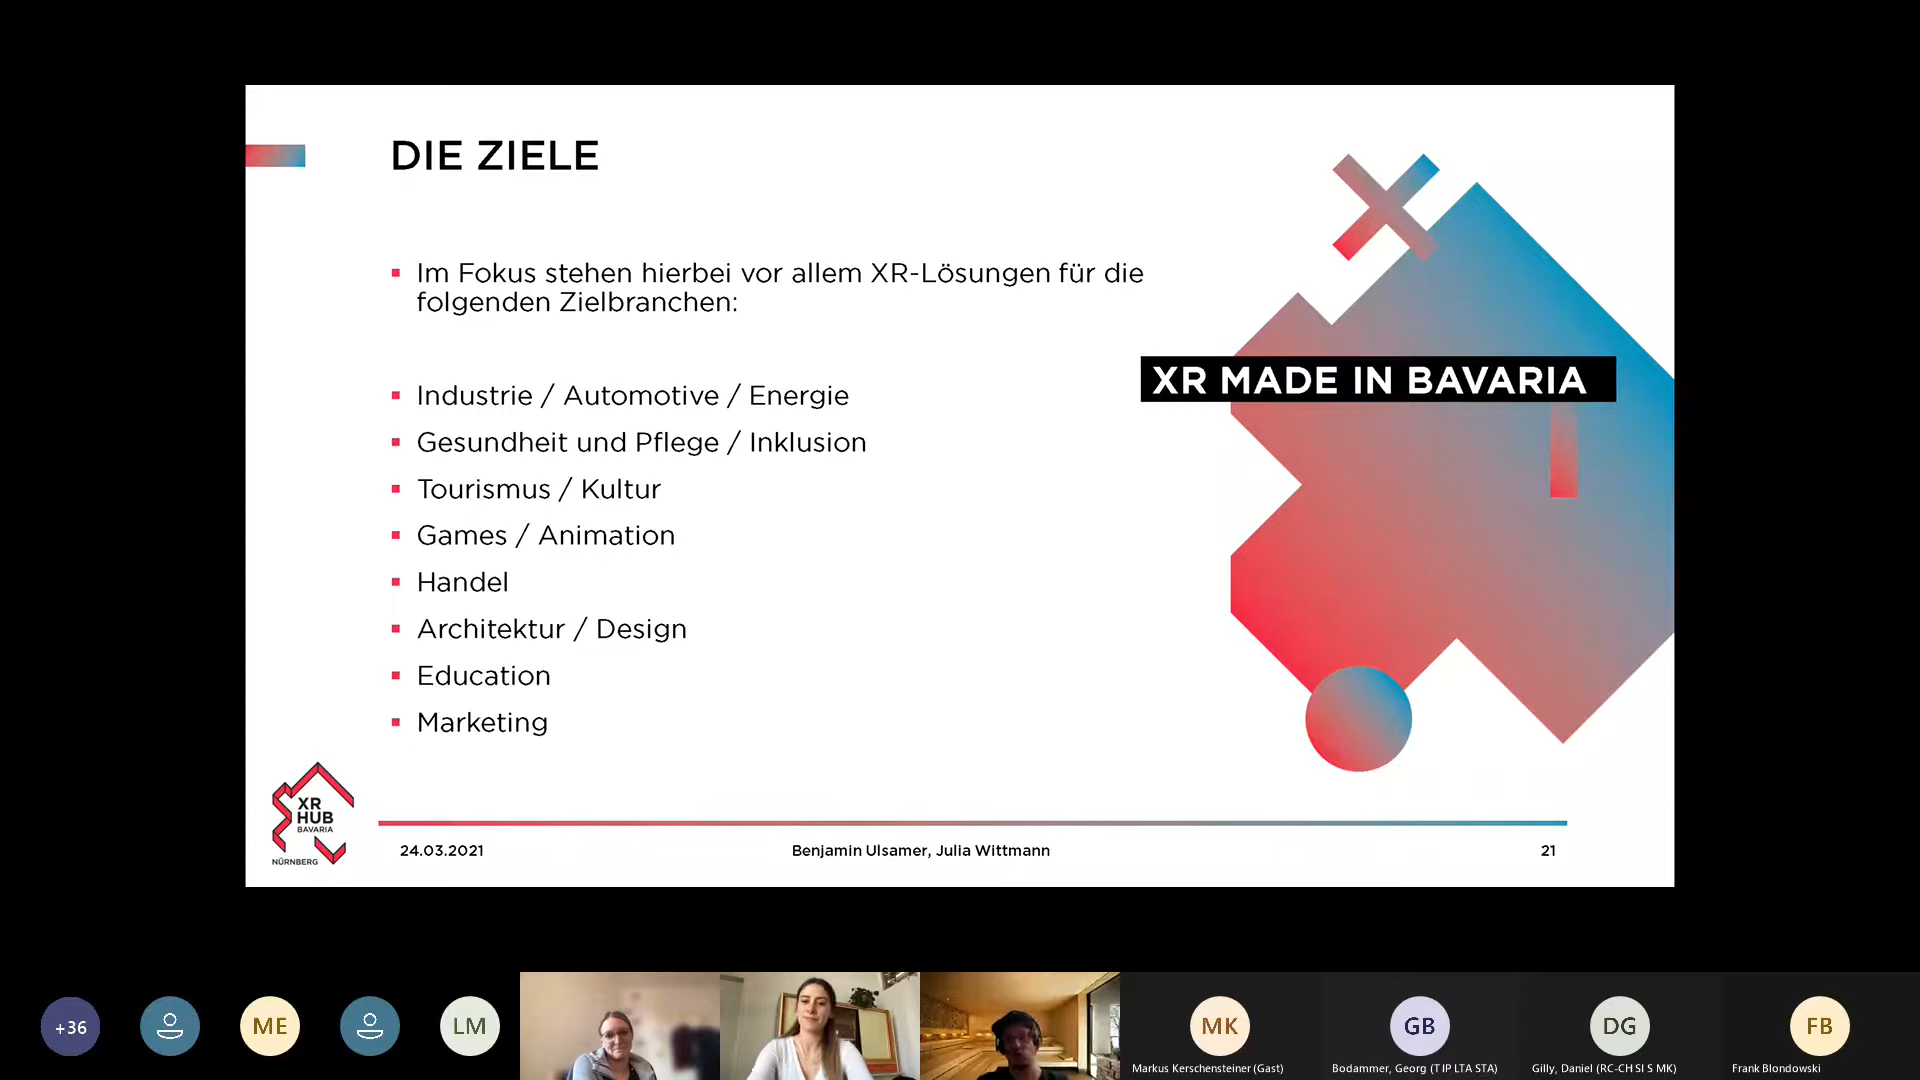 DIE ZIELE
Im Fokus stehen hierbei vor allem XR-Lösungen für die
folgenden Zielbranchen:
XR MADE IN BAVARIA
Industrie / Automotive / Energie
Gesundheit und Pflege / Inklusion
Tourismus / Kultur
Games / Animation
Handel
Architektur / Design
Education
Marketing
XR
HUB
BAVARIA
NÜRNBERG
24.03.2021
Benjamin Ulsamer, Julia Wittmann
21
+36
ME
LM
MK
Markus Kerschensteiner (Gast)
GB
Bodammer, Georg (T IP LTA STA)
DG
Gilly, Daniel (RC-CH SI S MK)
FB
Frank Blondowski